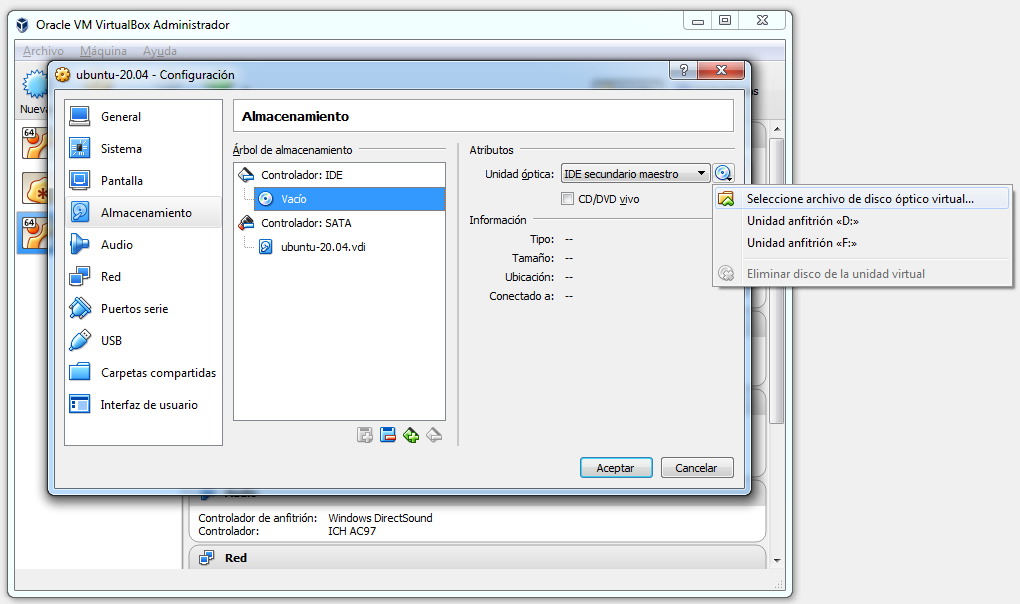 Oracle VM VirtualBox Administrador
Archivo Máquina Ayuda
Nueva
64
64
ubuntu-20.04 - Configuración
?
General
Sistema
Pantalla
Almacenamiento
Audio
Red
Puertos serie
USB
Carpetas compartidas
Interfaz de usuario
Almacenamiento
Árbol de almacenamiento
Controlador: IDE
Vacío
Controlador: SATA
ubuntu-20.04.vdi
Atributos
Unidad óptica: IDE secundario maestro
CD/DVD vivo
Información
Tipo: --
Tamaño: --
Ubicación: --
Conectado a: --
Seleccione archivo de disco óptico virtual...
Unidad anfitrión «D:»
Unidad anfitrión «F:»
Eliminar disco de la unidad virtual
Aceptar Cancelar
Controlador de anfitrión: Windows DirectSound
Controlador: ICH AC97
Red